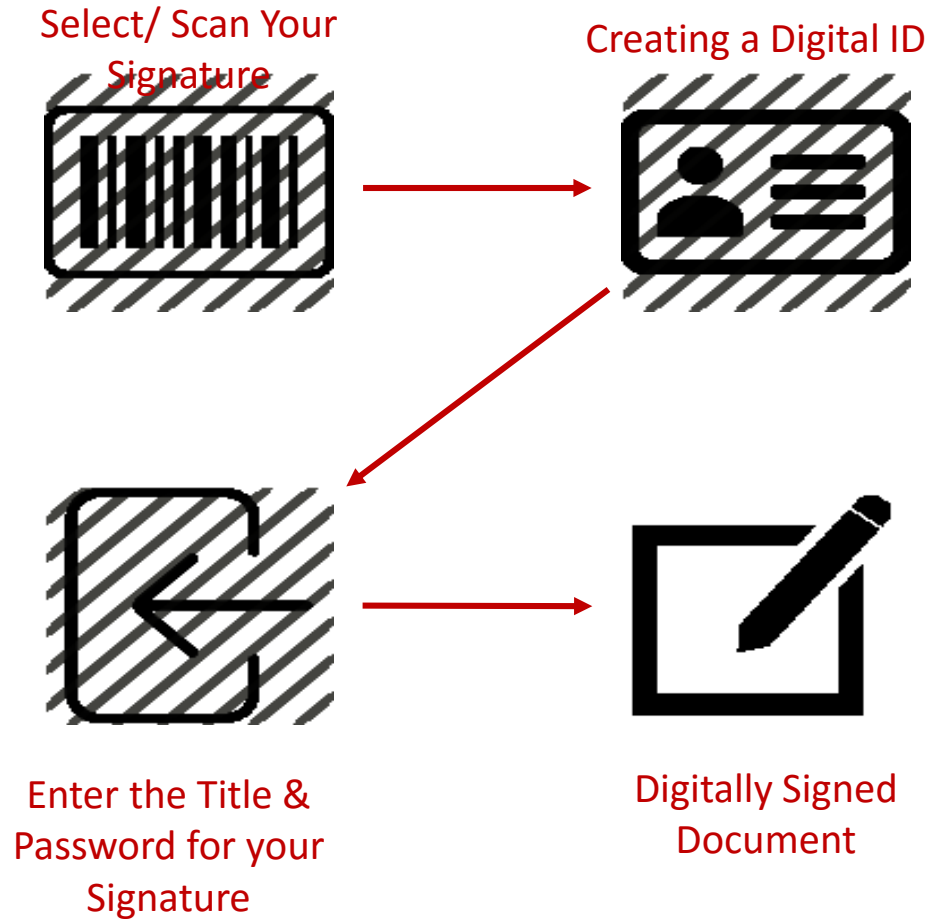 Select/ Scan Your
Signature
Creating a Digital ID
Enter the Title &
Password for your
Signature
Digitally Signed
Document